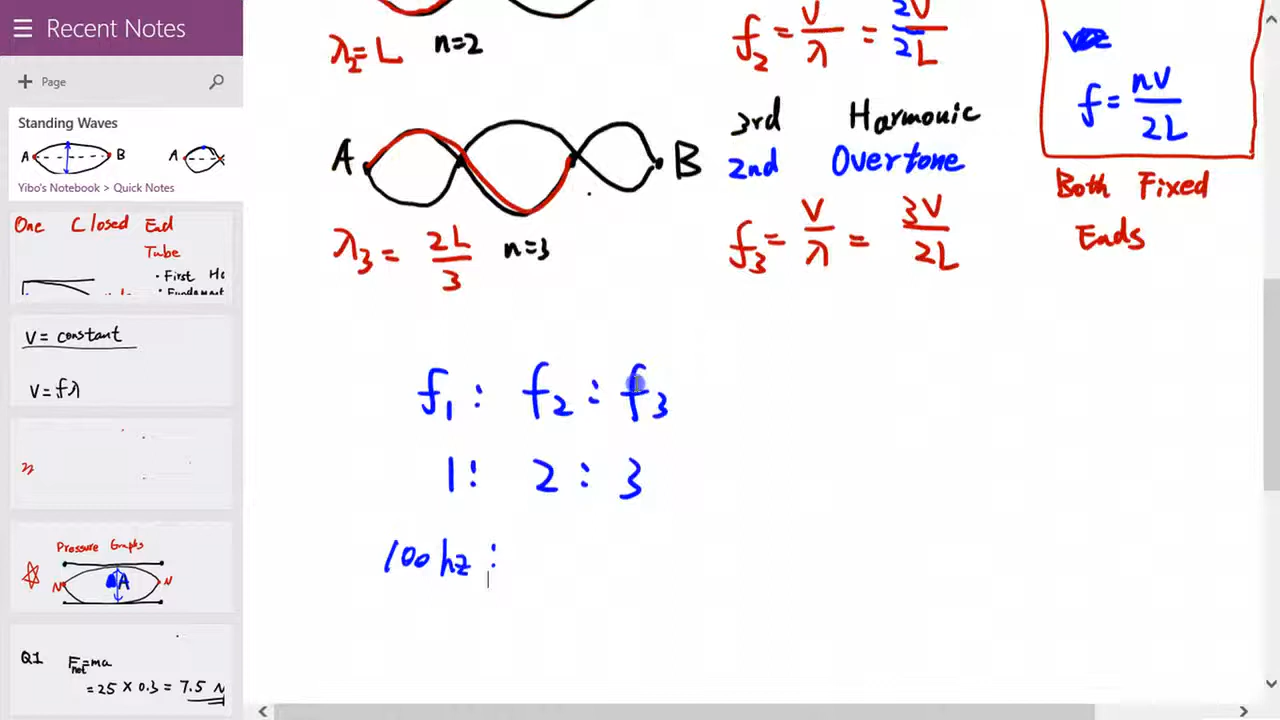 Recent Notes
+ Page
Standing Waves
A B A
Yibo's Notebook > Quick Notes
One Closed End
Tube
• First Ha
• Fundament
V = constant
V = fλ
Pressure Graphs
N A N
Q1 Fnet = ma
= 25 × 0.3 = 7.5 N
λ₂ = L n=2
f₂ = V/λ = 2V/2L
A B
λ₃ = 2L/3 n=3
3rd Harmonic
2nd Overtone
f₃ = V/λ = 3V/2L
f = nV/2L
Both Fixed
Ends
f₁ : f₂ : f₃
1 : 2 : 3
100 hz :